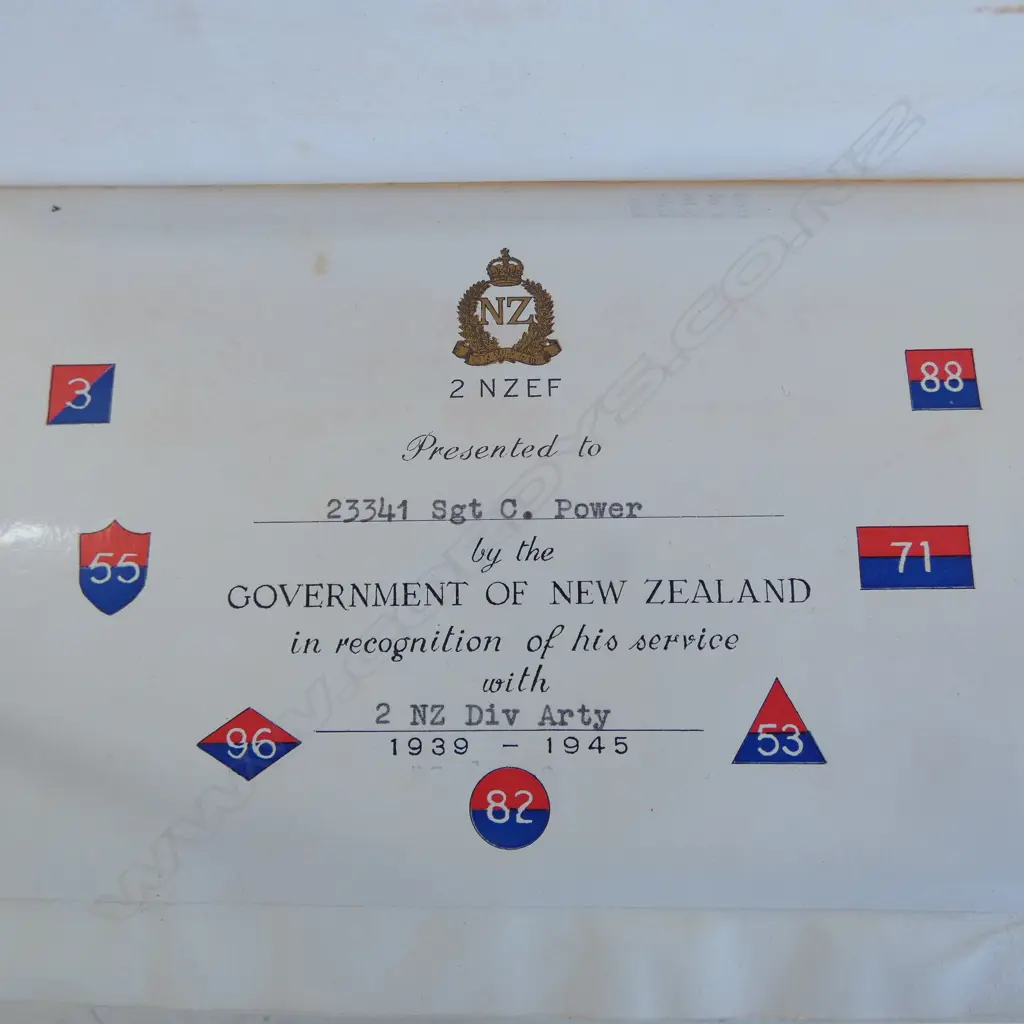 NZ
2 NZEF
3
88
Presented to
23341 Sgt C. Power
by the
55
71
GOVERNMENT OF NEW ZEALAND
in recognition of his service
with
2 NZ Div Arty
96
53
1939 - 1945
82